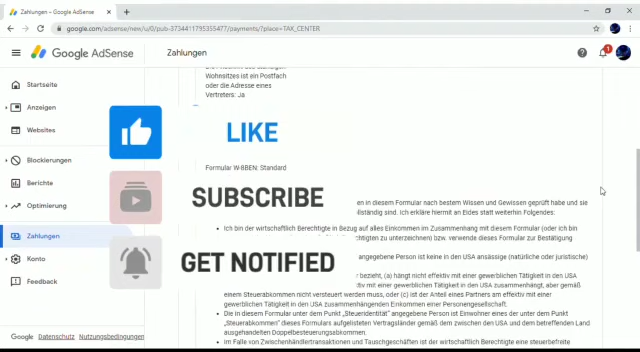 Zahlungen – Google AdSense
google.com/adsense/new/u/0/pub-3734411795355477/payments/?place=TAX_CENTER
Google AdSense
Zahlungen
1
Startseite
Anzeigen
Websites
Blockierungen
Berichte
Optimierung
Zahlungen
Konto
Feedback
Google Datenschutz Nutzungsbedingungen
Wohnsitzes ist ein Postfach
oder die Adresse eines
Vertreters: Ja
LIKE
Formular W-8BEN: Standard
SUBSCRIBE
en in diesem Formular nach bestem Wissen und Gewissen geprüft habe und sie
llständig sind. Ich erkläre hiermit an Eides statt weiterhin Folgendes:
Ich bin der wirtschaftlich Berechtigte in Bezug auf alles Einkommen im Zusammenhang mit diesem Formular (oder ich bin
chtigten zu unterzeichnen) bzw. verwende dieses Formular zur Bestätigung
GET NOTIFIED
angegebene Person ist keine in den USA ansässige (natürliche oder juristische)
r bezieht, (a) hängt nicht effektiv mit einer gewerblichen Tätigkeit in den USA
ktiv mit einer gewerblichen Tätigkeit in den USA zusammenhängt, aber gemäß
einem Steuerabkommen nicht versteuert werden muss, oder (c) ist der Anteil eines Partners am effektiv mit einer
gewerblichen Tätigkeit in den USA zusammenhängenden Einkommen einer Personengesellschaft.
Die in diesem Formular unter dem Punkt „Steueridentität“ angegebene Person ist Einwohner eines der unter dem Punkt
„Steuerabkommen“ dieses Formulars aufgelisteten Vertragsländer gemäß dem zwischen den USA und dem betreffenden Land
ausgehandelten Doppelbesteuerungsabkommen.
Im Falle von Zwischenhändlertransaktionen und Tauschgeschäften ist der wirtschaftlich Berechtigte eine steuerbefreite